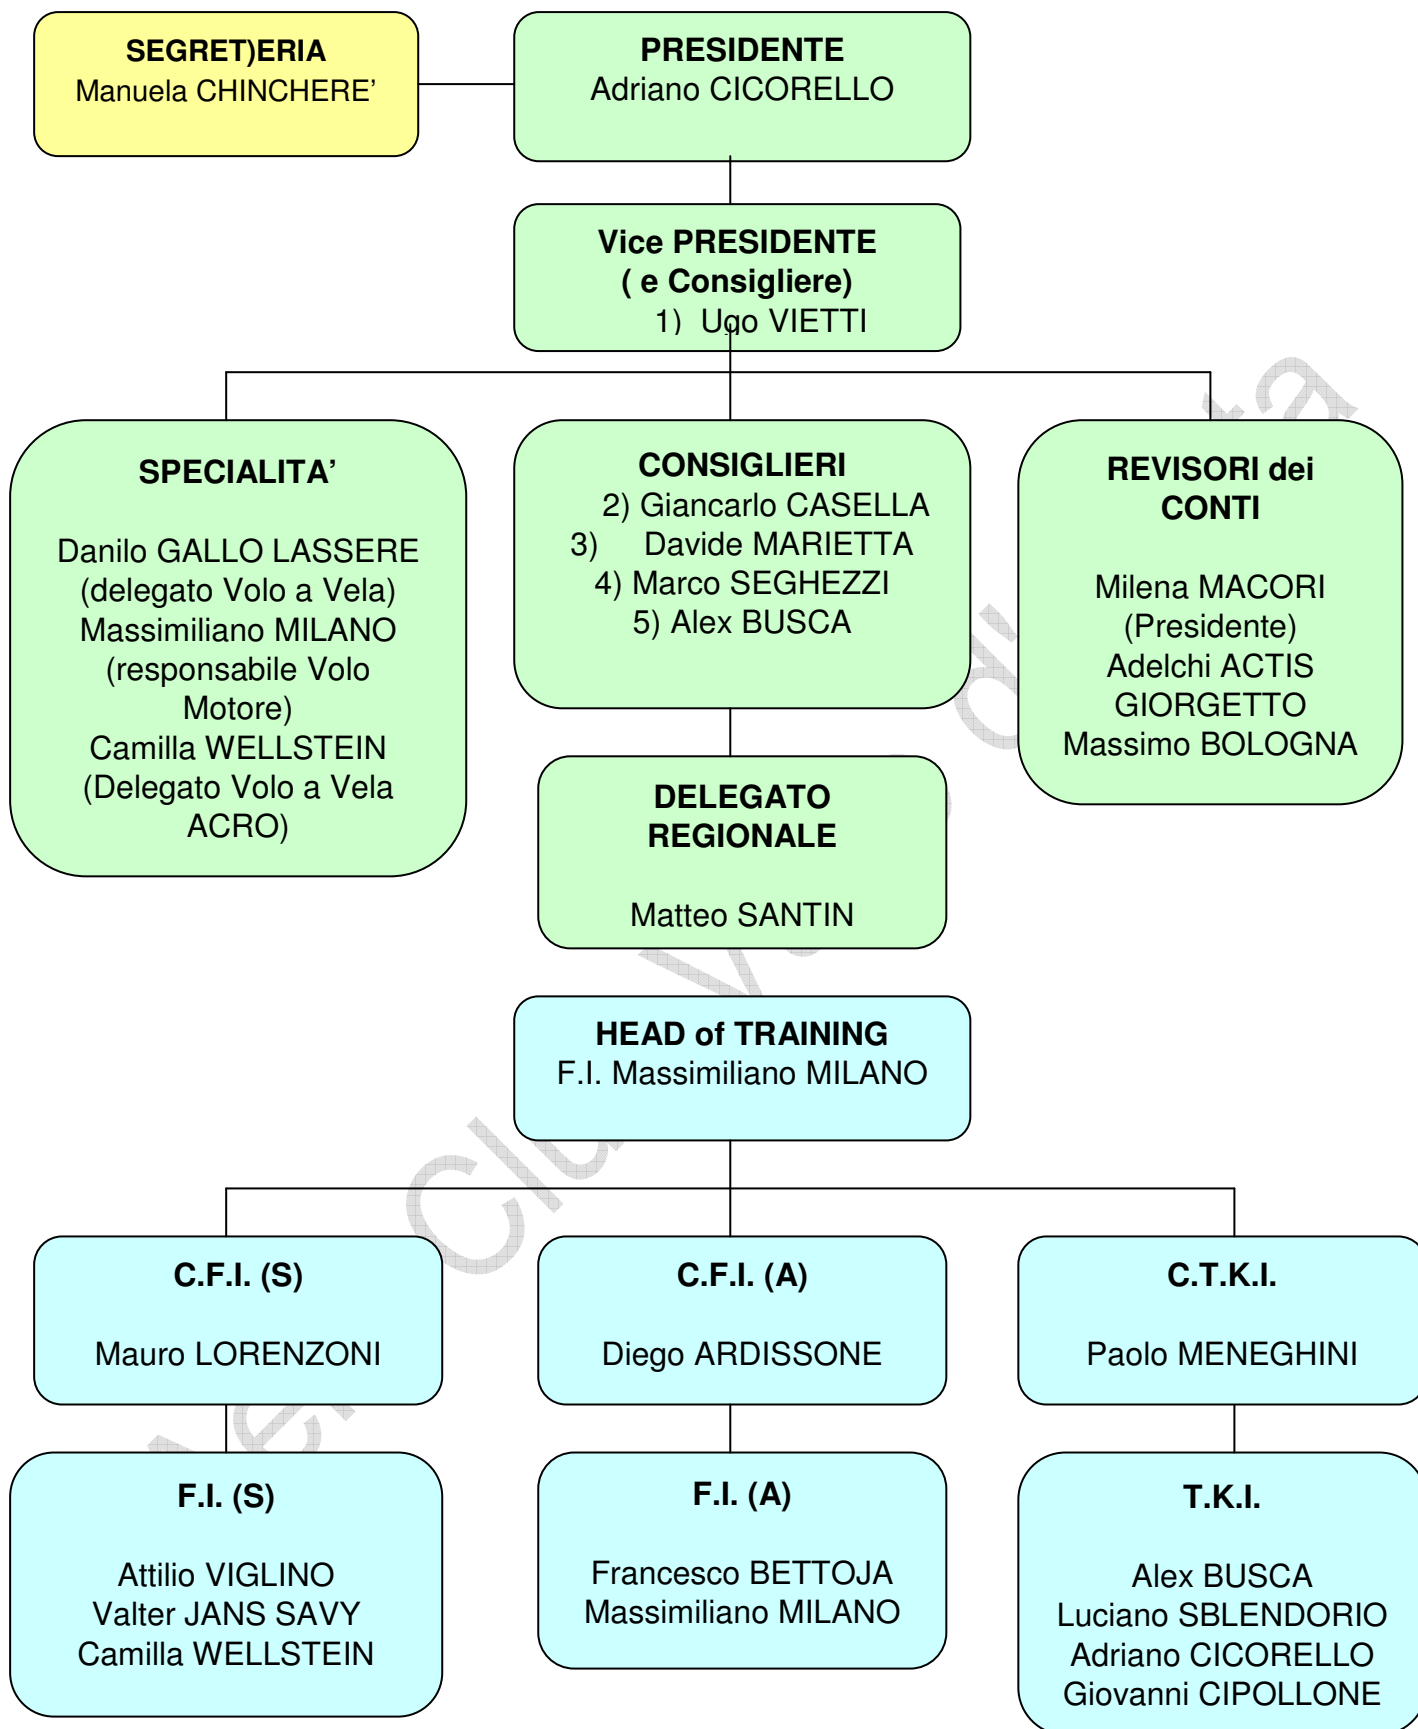 SEGRET)ERIA
Manuela CHINCHERE’
PRESIDENTE
Adriano CICORELLO
Vice PRESIDENTE
( e Consigliere)
1) Ugo VIETTI
SPECIALITA’
Danilo GALLO LASSERE
(delegato Volo a Vela)
Massimiliano MILANO
(responsabile Volo
Motore)
Camilla WELLSTEIN
(Delegato Volo a Vela
ACRO)
CONSIGLIERI
2) Giancarlo CASELLA
3) Davide MARIETTA
4) Marco SEGHEZZI
5) Alex BUSCA
REVISORI dei
CONTI
Milena MACORI
(Presidente)
Adelchi ACTIS
GIORGETTO
Massimo BOLOGNA
DELEGATO
REGIONALE
Matteo SANTIN
HEAD of TRAINING
F.I. Massimiliano MILANO
C.F.I. (S)
Mauro LORENZONI
C.F.I. (A)
Diego ARDISSONE
C.T.K.I.
Paolo MENEGHINI
F.I. (S)
Attilio VIGLINO
Valter JANS SAVY
Camilla WELLSTEIN
F.I. (A)
Francesco BETTOJA
Massimiliano MILANO
T.K.I.
Alex BUSCA
Luciano SBLENDORIO
Adriano CICORELLO
Giovanni CIPOLLONE